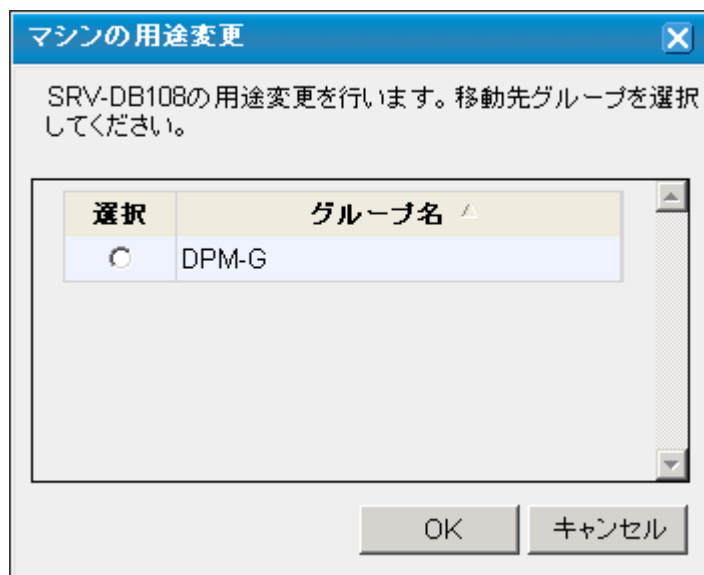 マシンの用途変更
SRV-DB108の用途変更を行います。移動先グループを選択
してください。
選択 グループ名
DPM-G
OK キャンセル